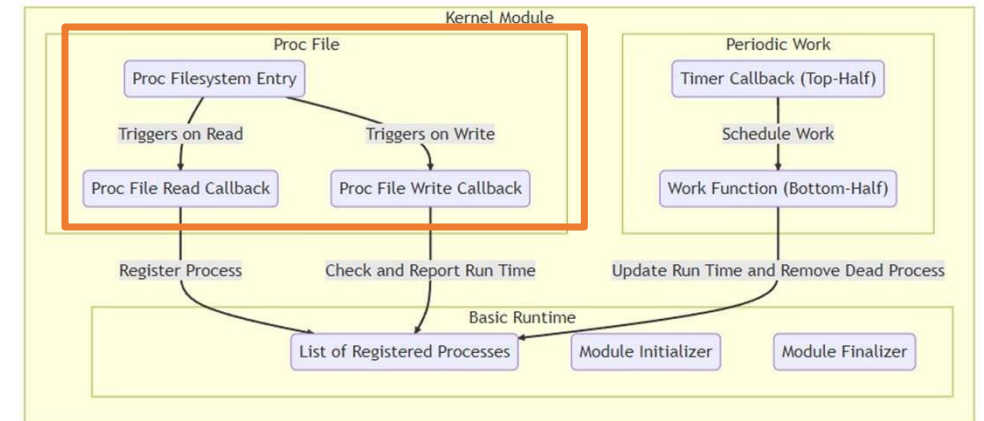 Kernel Module
Proc File
Periodic Work
Proc Filesystem Entry
Timer Callback (Top-Half)
Triggers on Read
Triggers on Write
Schedule Work
Proc File Read Callback
Proc File Write Callback
Work Function (Bottom-Half)
Register Process
Check and Report Run Time
Update Run Time and Remove Dead Process
Basic Runtime
List of Registered Processes
Module Initializer
Module Finalizer